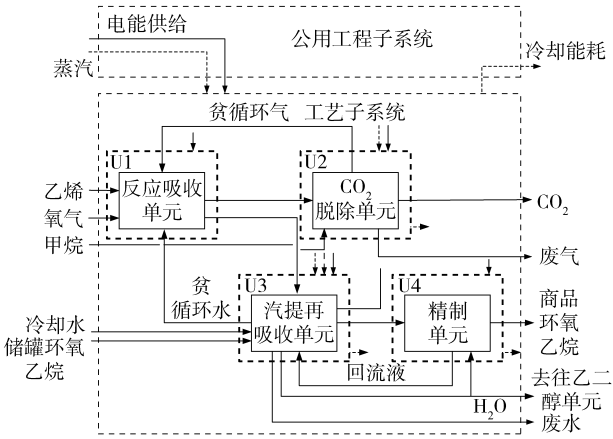 电能供给
公用工程子系统
蒸汽
冷却能耗
贫循环气
工艺子系统
U1
U2
反应吸收
单元
CO2
脱除单元
乙烯
氧气
甲烷
CO2
废气
贫
循环水
U3
汽提再
吸收单元
U4
精制
单元
商品
环氧
乙烷
冷却水
储罐环氧
乙烷
回流液
H2O
去往乙二
醇单元
废水